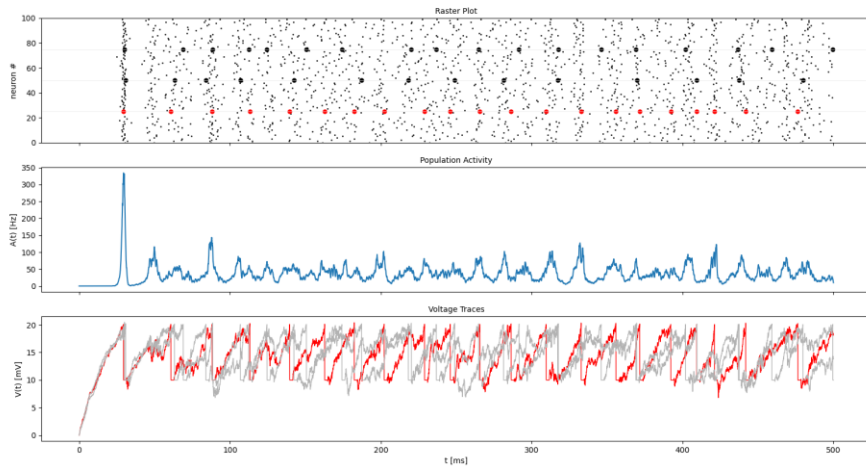 Raster Plot
100
80
60
40
20
0
neuron #
Population Activity
350
300
250
200
150
100
50
0
A(t) [Hz]
Voltage Traces
20
15
10
5
0
V(t) [mV]
0 100 200 300 400 500
t [ms]